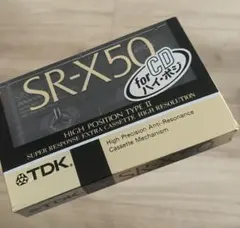 SR-X50
for CD
ハイ・ポジ
HIGH POSITION TYPE II
SUPER RESPONSE EXTRA CASSETTE HIGH RESOLUTION
TDK
High Precision Anti-Resonance
Cassette Mechanism